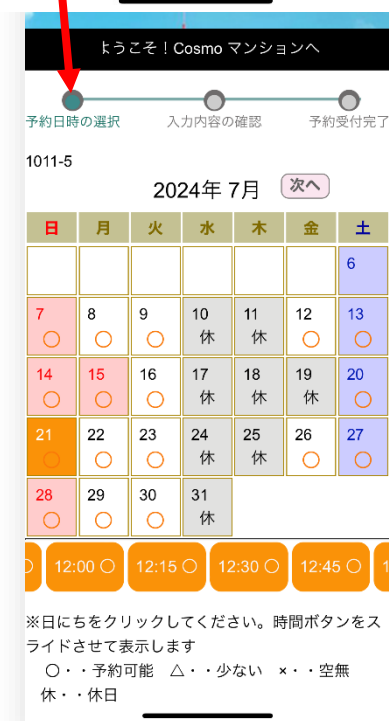 ようこそ！Cosmo マンションへ
予約日時の選択 入力内容の確認 予約受付完了
1011-5
2024年 7月 次へ
日 月 火 水 木 金 土
6
7 8 9 10 11 12 13
○ ○ ○ 休 休 ○ ○
14 15 16 17 18 19 20
○ ○ ○ 休 休 休 ○
21 22 23 24 25 26 27
○ ○ ○ 休 休 ○ ○
28 29 30 31
○ ○ ○ 休
○ 12:00 ○ 12:15 ○ 12:30 ○ 12:45 ○ 1
※日にちをクリックしてください。時間ボタンをス
ライドさせて表示します
○・・予約可能 △・・少ない ×・・空無
休・・休日